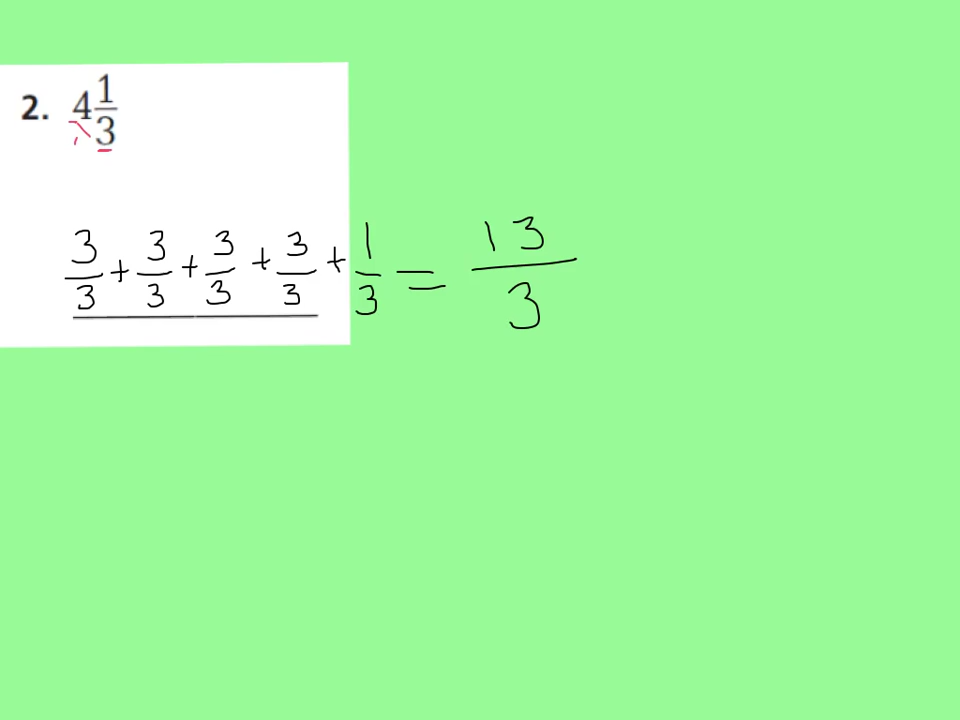 2. 4 1/3
3/3 + 3/3 + 3/3 + 3/3 + 1/3 = 13/3